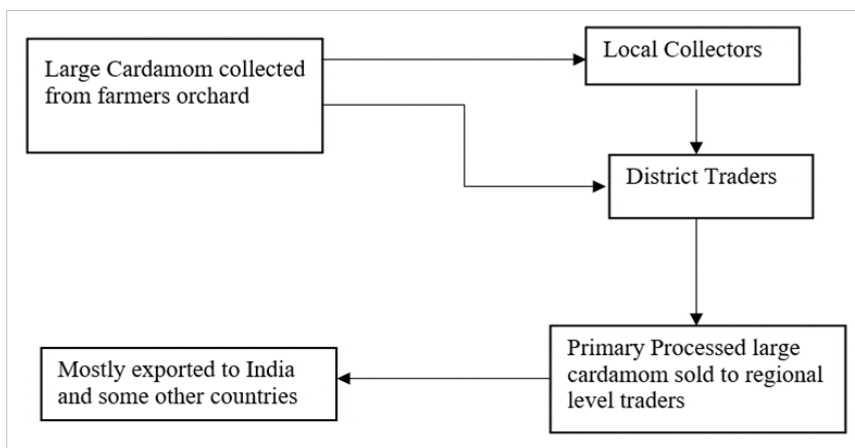 Large Cardamom collected
from farmers orchard
Local Collectors
District Traders
Primary Processed large
cardamom sold to regional
level traders
Mostly exported to India
and some other countries